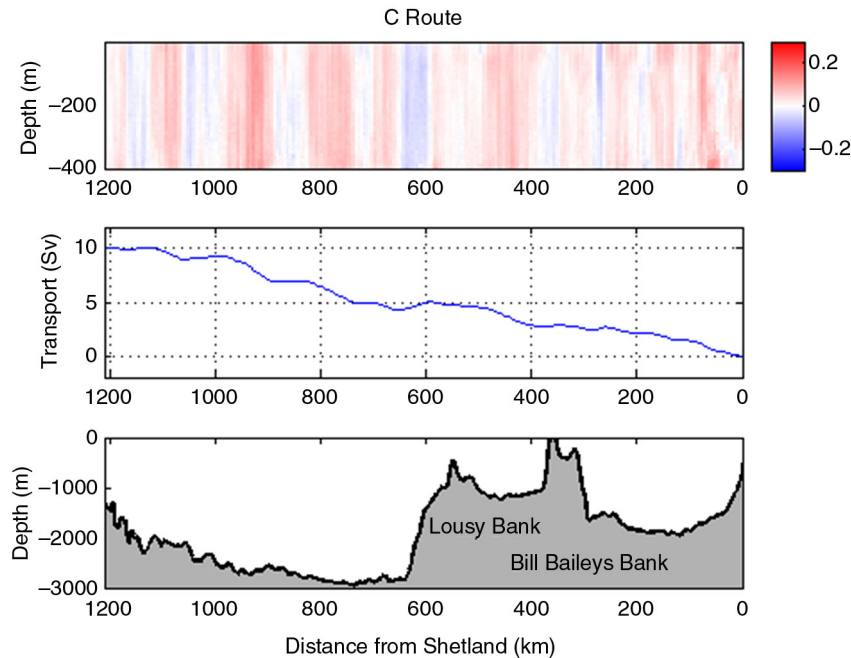 C Route
Depth (m)
−200
−400
1200 1000 800 600 400 200 0
0.2
0
−0.2
Transport (Sv)
10
5
0
1200 1000 800 600 400 200 0
Depth (m)
0
−1000
−2000
−3000
Lousy Bank
Bill Baileys Bank
1200 1000 800 600 400 200 0
Distance from Shetland (km)